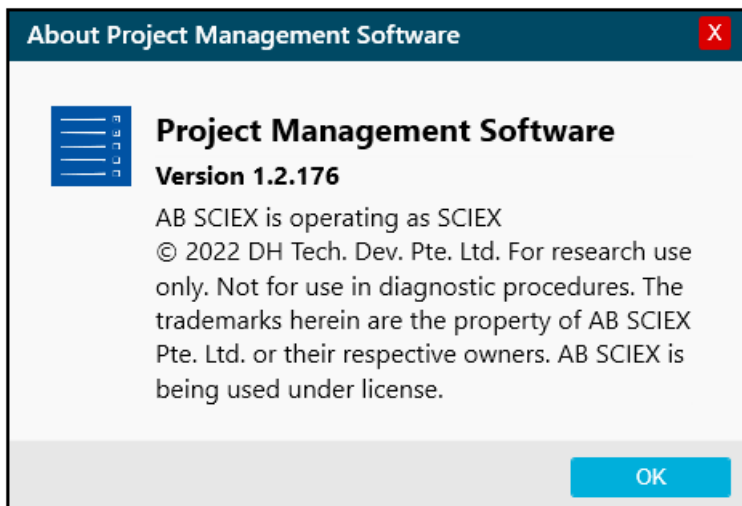 About Project Management Software
X
Project Management Software
Version 1.2.176
AB SCIEX is operating as SCIEX
© 2022 DH Tech. Dev. Pte. Ltd. For research use
only. Not for use in diagnostic procedures. The
trademarks herein are the property of AB SCIEX
Pte. Ltd. or their respective owners. AB SCIEX is
being used under license.
OK